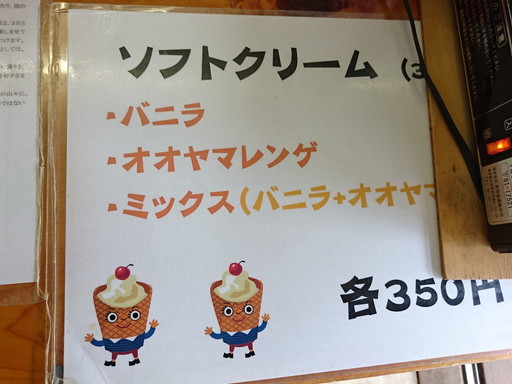 ソフトクリーム（3
・バニラ
・オオヤマレンゲ
・ミックス（バニラ+オオヤマ
各350円